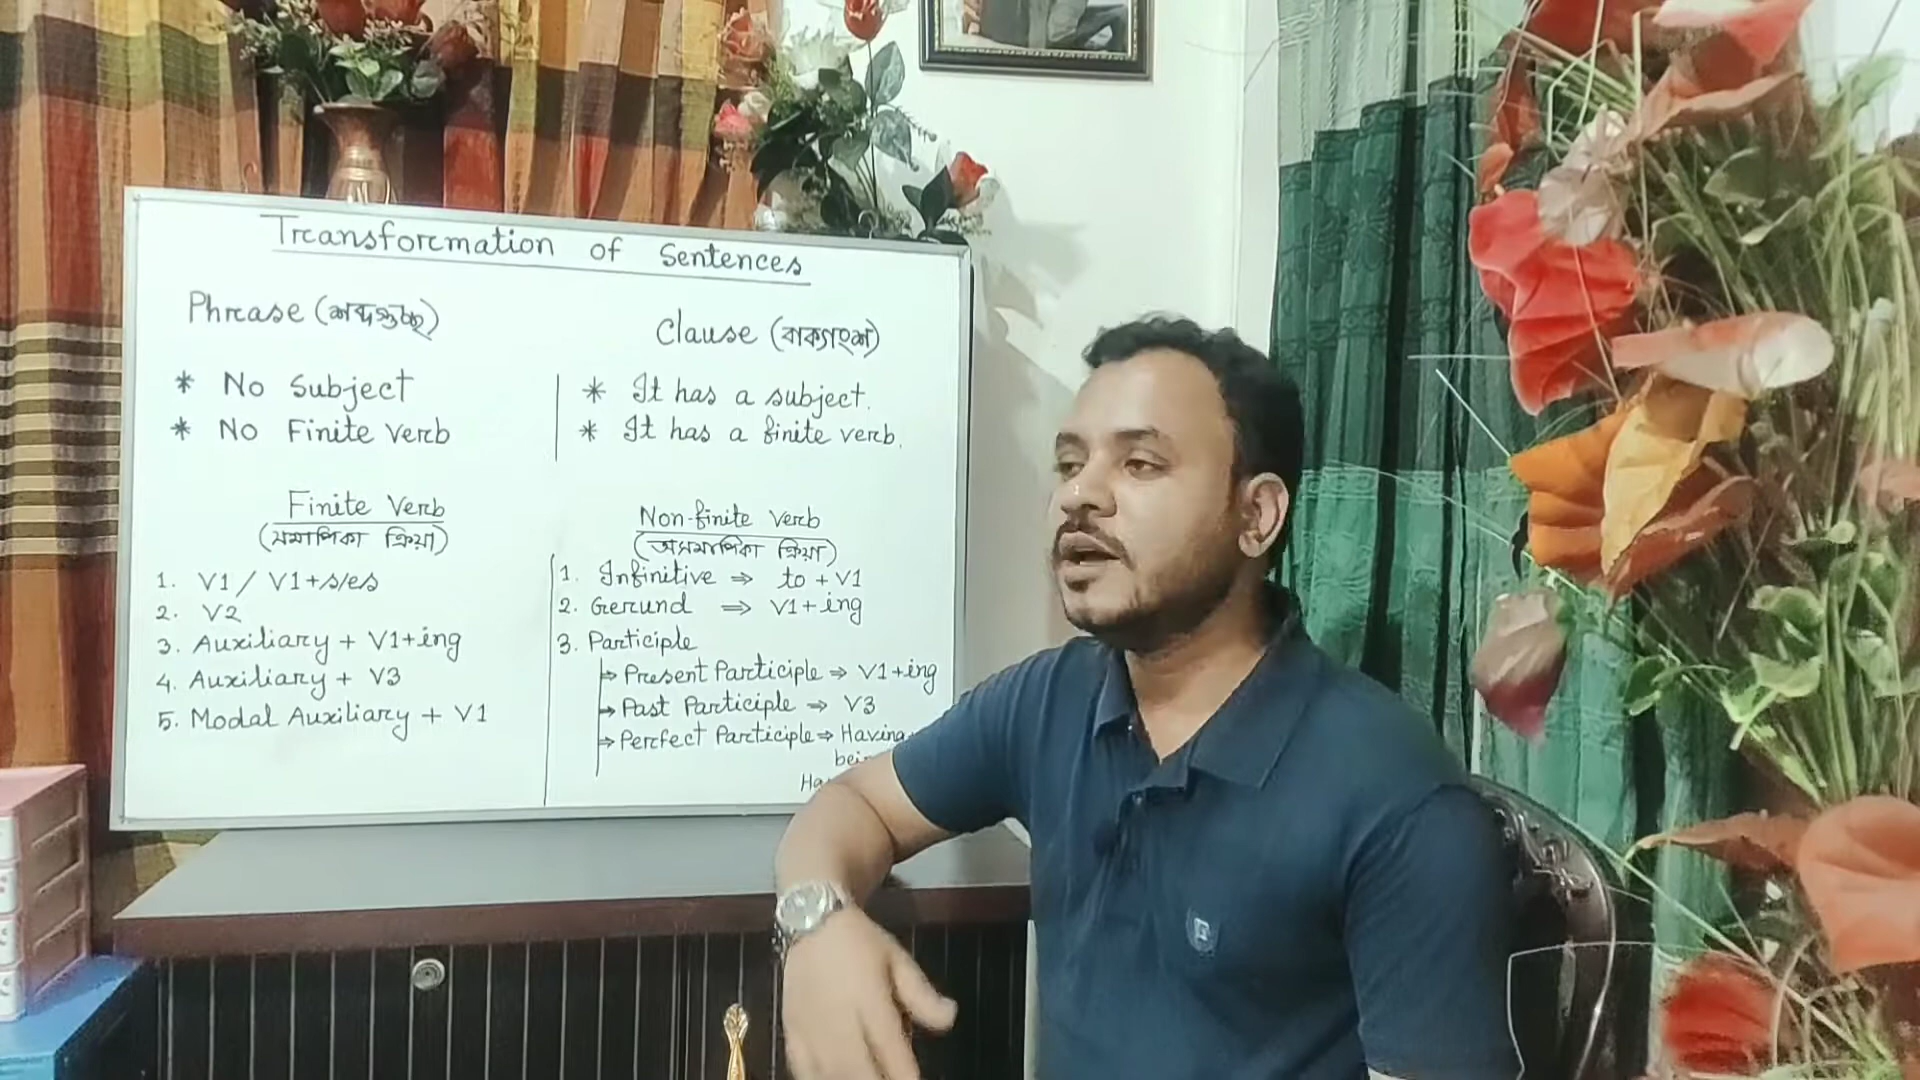 Transformation of Sentences
Phrase (শব্দগুচ্ছ)
* No Subject
* No Finite Verb
Clause (বাক্যাংশ)
* It has a subject.
* It has a finite verb.
Finite Verb
(সমাপিকা ক্রিয়া)
1. V1 / V1+s/es
2. V2
3. Auxiliary + V1+ing
4. Auxiliary + V3
5. Modal Auxiliary + V1
Non-finite Verb
(অসমাপিকা ক্রিয়া)
1. Infinitive ⇒ to + V1
2. Gerund ⇒ V1+ing
3. Participle
→ Present Participle ⇒ V1+ing
→ Past Participle ⇒ V3
→ Perfect Participle ⇒ Having